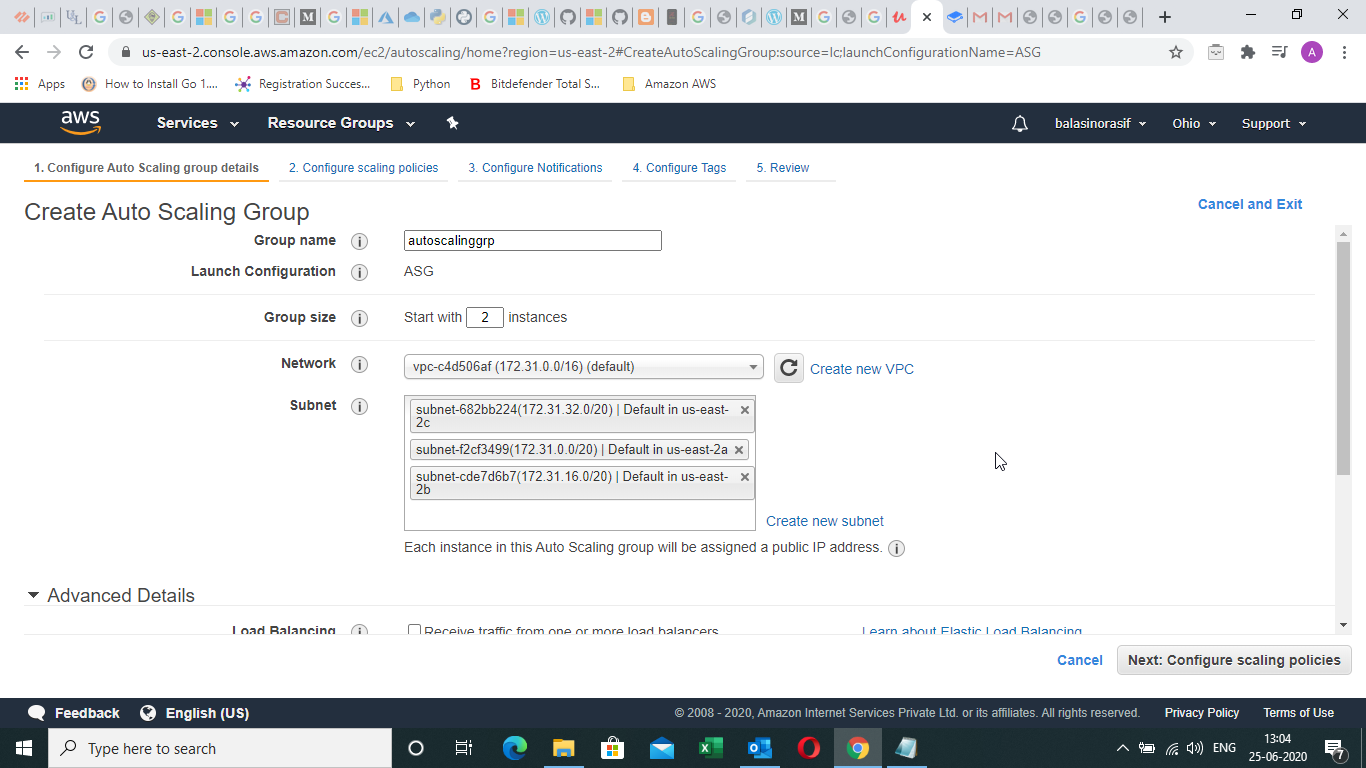 us-east-2.console.aws.amazon.com/ec2/autoscaling/home?region=us-east-2#CreateAutoScalingGroup:source=lc;launchConfigurationName=ASG
A
Apps
How to Install Go 1....
Registration Succes...
Python
Bitdefender Total S...
Amazon AWS
aws
Services
Resource Groups
balasinorasif
Ohio
Support
1. Configure Auto Scaling group details
2. Configure scaling policies
3. Configure Notifications
4. Configure Tags
5. Review
Create Auto Scaling Group
Cancel and Exit
Group name
autoscalinggrp
Launch Configuration
ASG
Group size
Start with 2 instances
Network
vpc-c4d506af (172.31.0.0/16) (default)
Create new VPC
Subnet
subnet-682bb224(172.31.32.0/20) | Default in us-east-
2c
subnet-f2cf3499(172.31.0.0/20) | Default in us-east-2a
subnet-cde7d6b7(172.31.16.0/20) | Default in us-east-
2b
Create new subnet
Each instance in this Auto Scaling group will be assigned a public IP address.
Advanced Details
Load Balancing
Receive traffic from one or more load balancers
Learn about Elastic Load Balancing
Cancel
Next: Configure scaling policies
Feedback
English (US)
© 2008 - 2020, Amazon Internet Services Private Ltd. or its affiliates. All rights reserved.
Privacy Policy
Terms of Use
Type here to search
ENG
13:04
25-06-2020
7